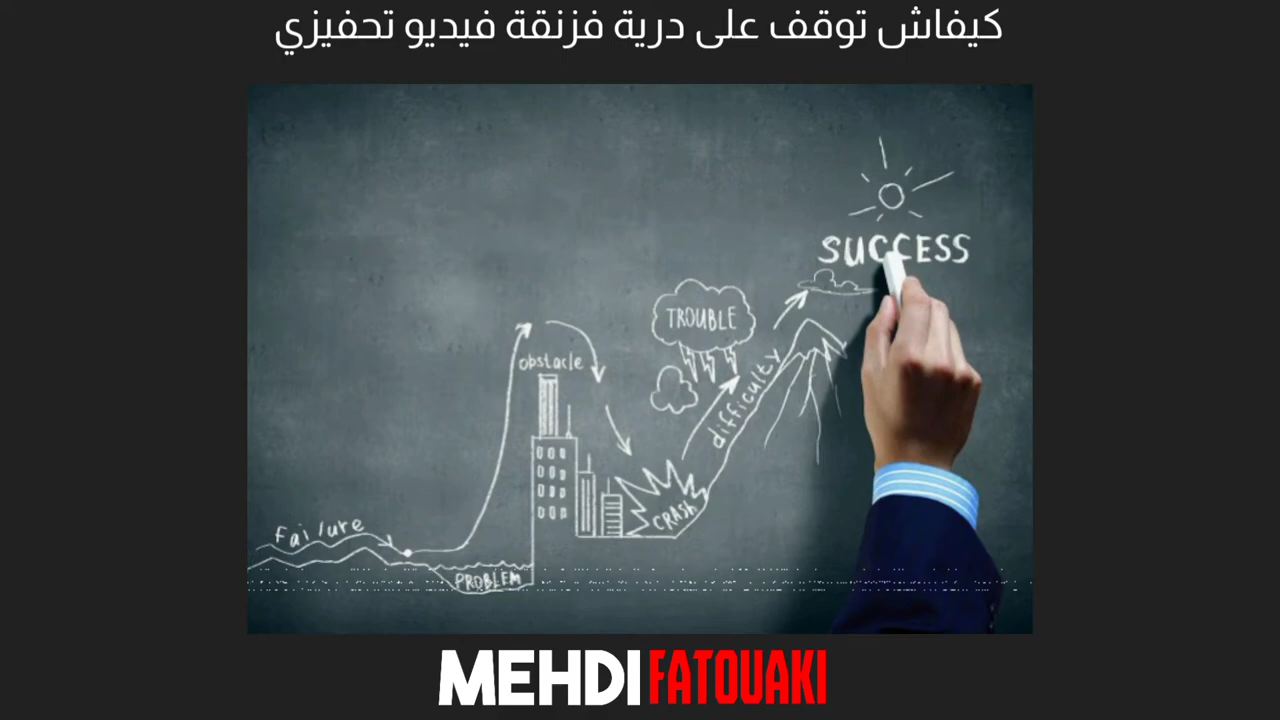 كيفاش توقف على درية فزنقة فيديو تحفيزي
SUCCESS
TROUBLE
obstacle
difficulty
CRASH
Failure
PROBLEM
MEHDI FATOUAKI